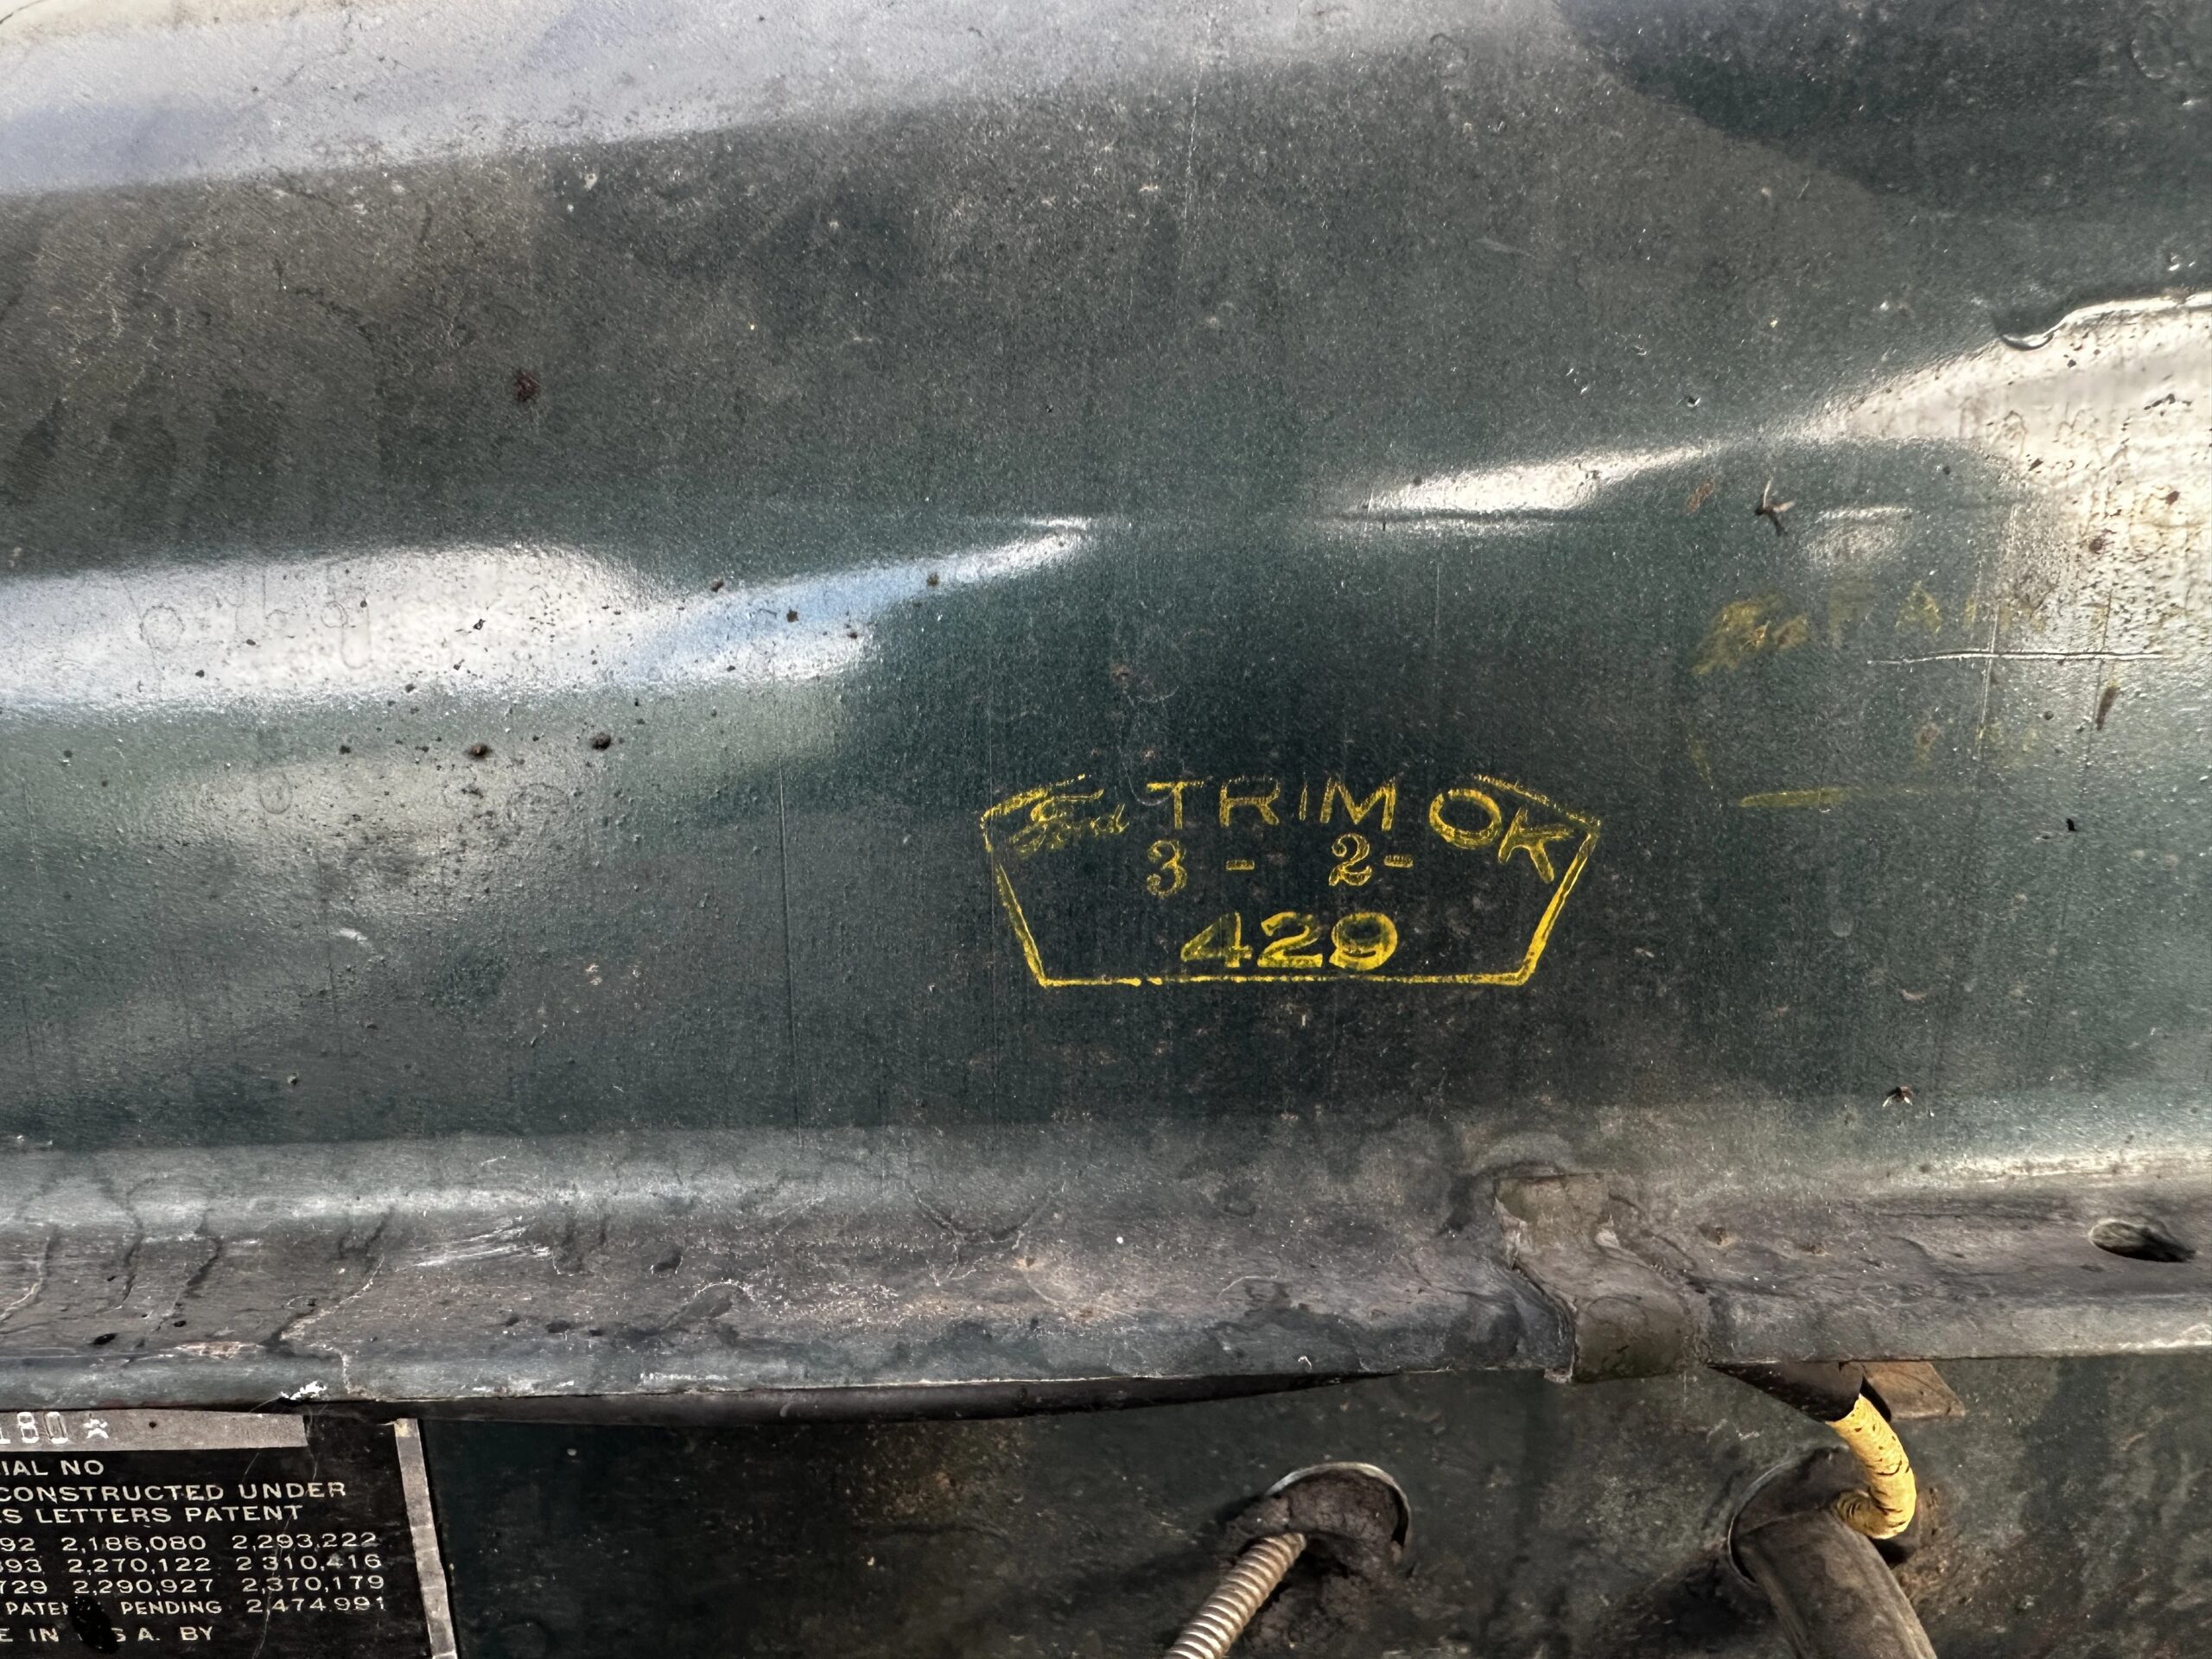 Ford TRIM OK
3 - 2-
429
180★
IAL NO
CONSTRUCTED UNDER
S LETTERS PATENT
92 2,186,080 2,293,222
393 2,270,122 2 310,416
729 2,290,927 2,370,179
PENDING 2,474,991
E IN S A. BY